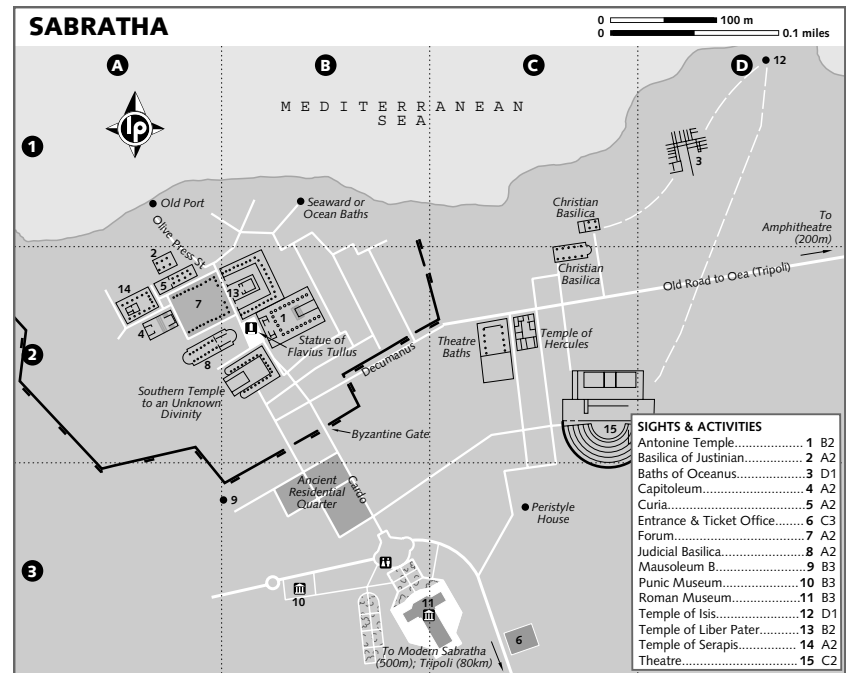 SABRATHA
0 100 m
0 0.1 miles
A
B
C
D
12
MEDITERRANEAN
SEA
lp
1
3
Old Port
Seaward or
Ocean Baths
Christian
Basilica
To
Amphitheatre
(200m)
Olive Press St
2
5
14
7
13
1
4
8
Christian
Basilica
Old Road to Oea (Tripoli)
2
Statue of
Flavius Tullus
Theatre
Baths
Temple of
Hercules
Decumanus
Southern Temple
to an Unknown
Divinity
Byzantine Gate
15
Ancient
Residential
Quarter
Cardo
9
Peristyle
House
3
10
11
6
To Modern Sabratha
(500m); Tripoli (80km)
SIGHTS & ACTIVITIES
Antonine Temple................... 1 B2
Basilica of Justinian............... 2 A2
Baths of Oceanus.................. 3 D1
Capitoleum........................... 4 A2
Curia..................................... 5 A2
Entrance & Ticket Office........ 6 C3
Forum................................... 7 A2
Judicial Basilica...................... 8 A2
Mausoleum B........................ 9 B3
Punic Museum..................... 10 B3
Roman Museum................... 11 B3
Temple of Isis...................... 12 D1
Temple of Liber Pater........... 13 B2
Temple of Serapis................ 14 A2
Theatre............................... 15 C2